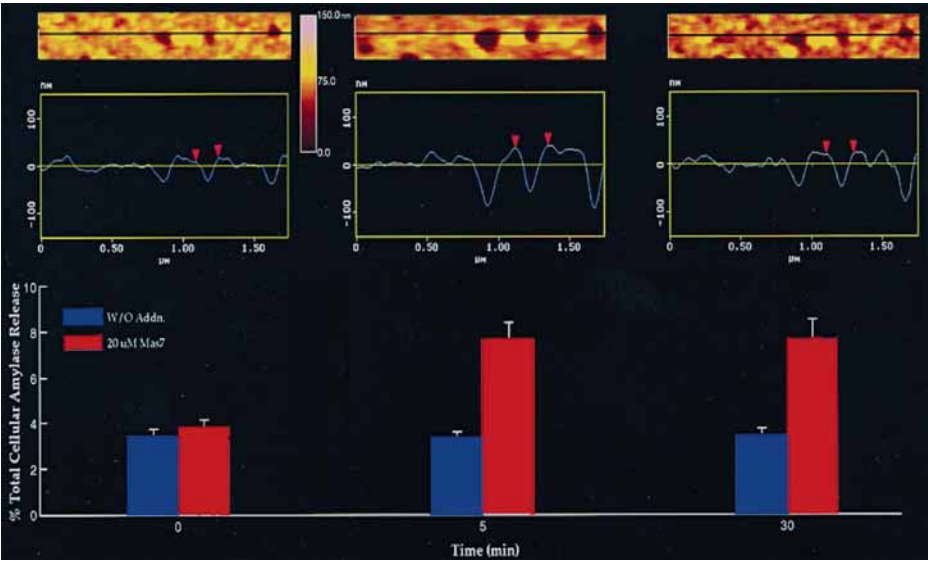 150.0 nm
75.0
0.0
nM
100
0
-100
0 0.50 1.00 1.50
µM
100
0
-100
0 0.50 1.00 1.50
µM
nM
100
0
-100
0 0.50 1.00 1.50
µM
% Total Cellular Amylase Release
10
8
6
4
2
0
W/O Addn.
20 uM Mas7
0 5 30
Time (min)